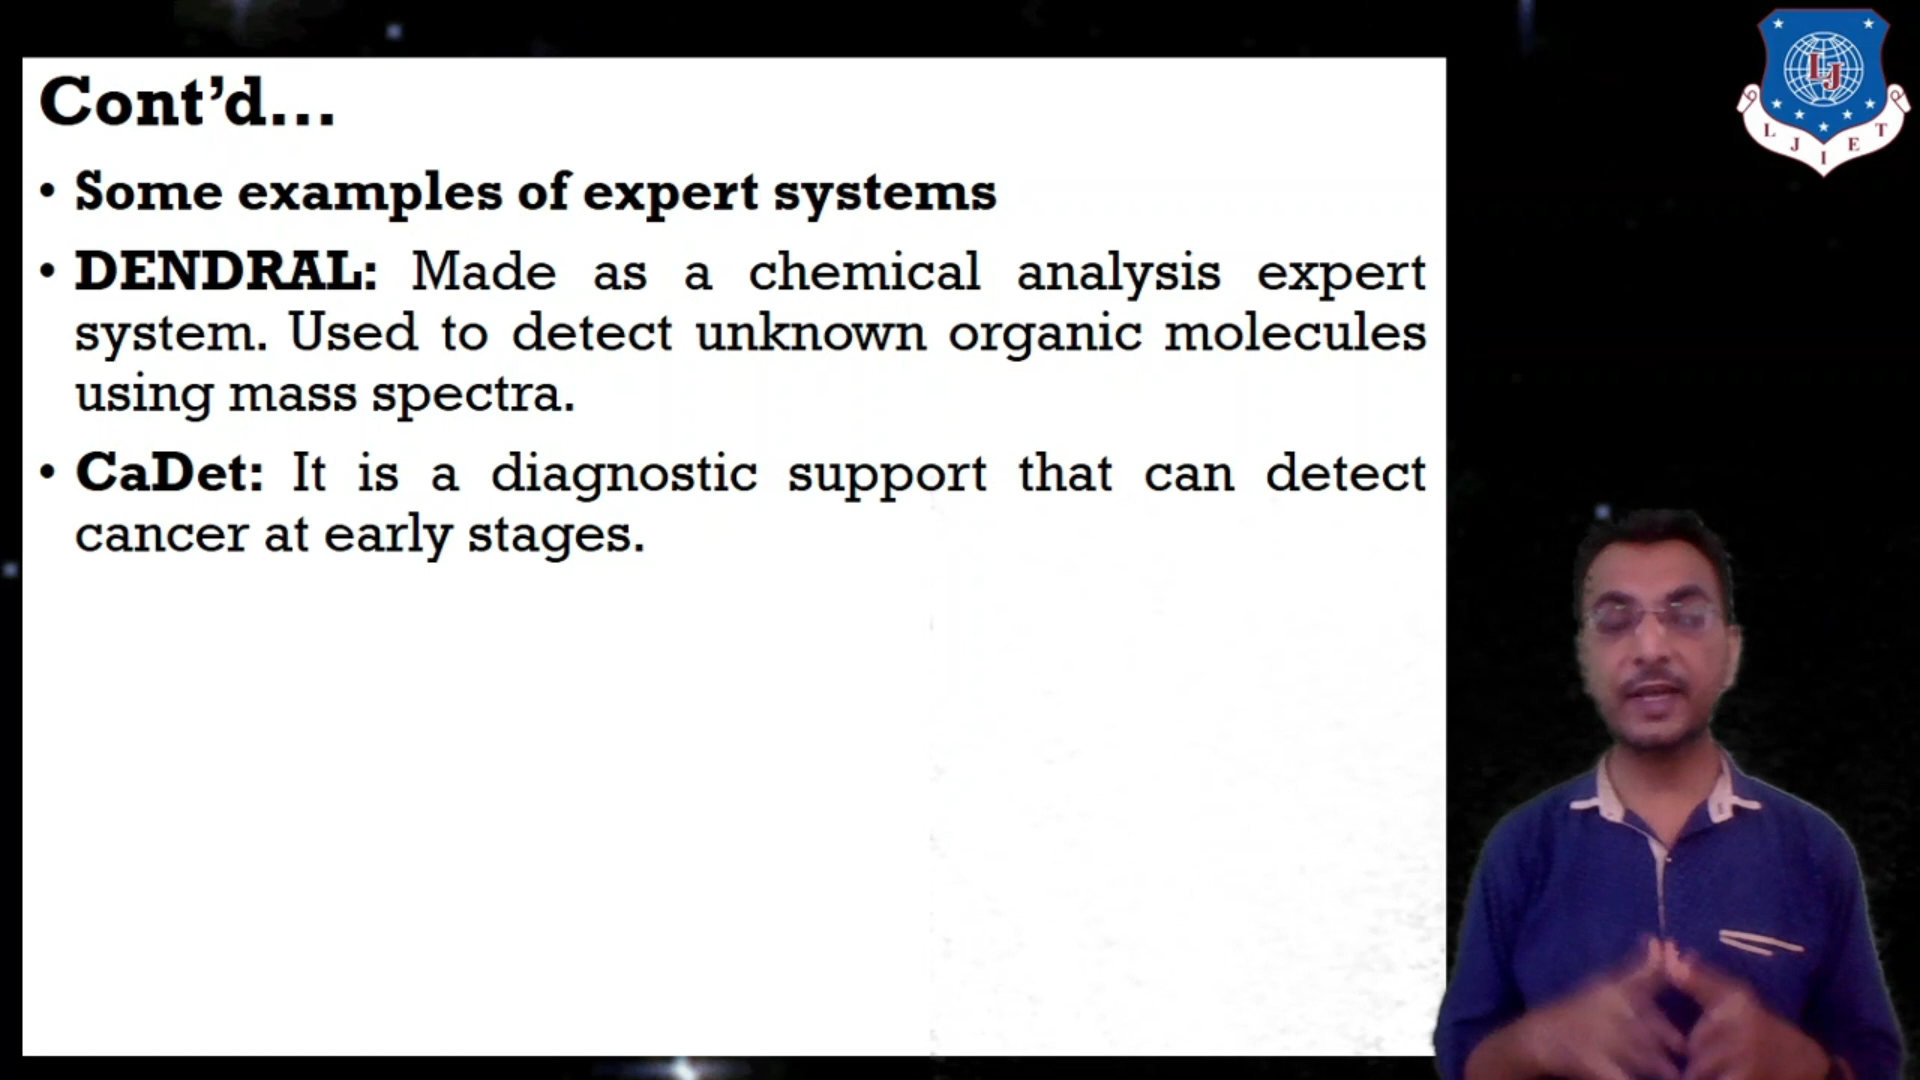 Cont’d...
• Some examples of expert systems
• DENDRAL: Made as a chemical analysis expert
system. Used to detect unknown organic molecules
using mass spectra.
• CaDet: It is a diagnostic support that can detect
cancer at early stages.
LJ
L J I E T